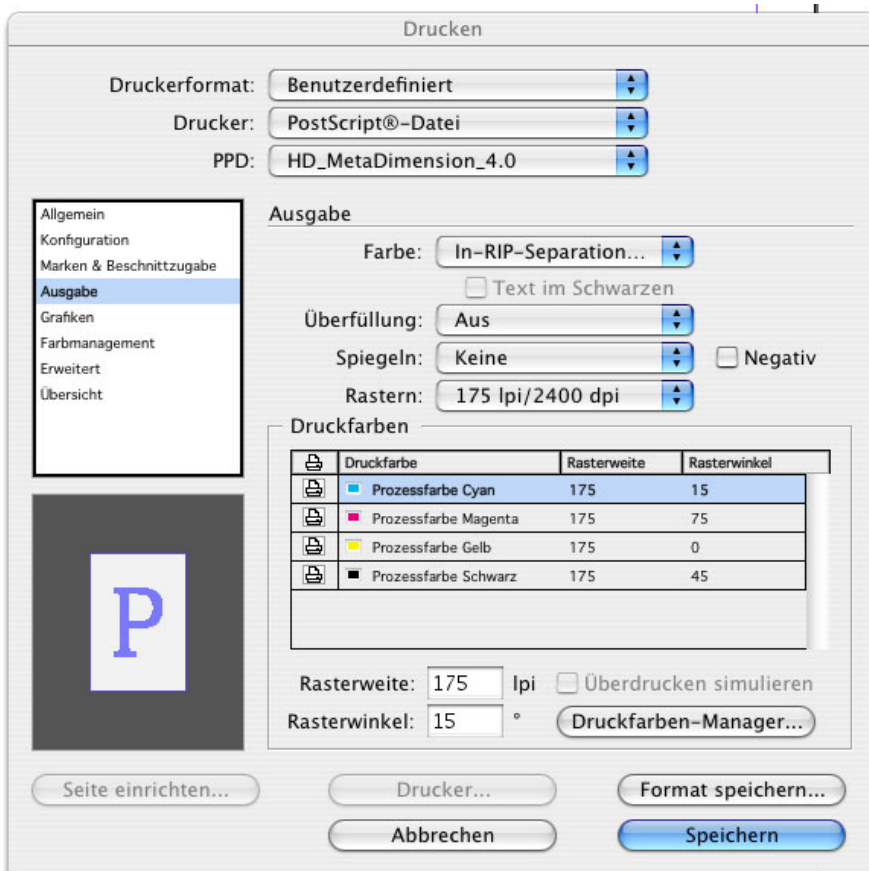 Drucken
Druckerformat: Benutzerdefiniert
Drucker: PostScript®-Datei
PPD: HD_MetaDimension_4.0
Allgemein
Konfiguration
Marken & Beschnittzugabe
Ausgabe
Grafiken
Farbmanagement
Erweitert
Übersicht
Ausgabe
Farbe: In-RIP-Separation...
Text im Schwarzen
Überfüllung: Aus
Spiegeln: Keine Negativ
Rastern: 175 lpi/2400 dpi
Druckfarben
Druckfarbe Rasterweite Rasterwinkel
Prozessfarbe Cyan 175 15
Prozessfarbe Magenta 175 75
Prozessfarbe Gelb 175 0
Prozessfarbe Schwarz 175 45
Rasterweite: 175 lpi Überdrucken simulieren
Rasterwinkel: 15 ° Druckfarben-Manager...
P
Seite einrichten... Drucker... Format speichern...
Abbrechen Speichern